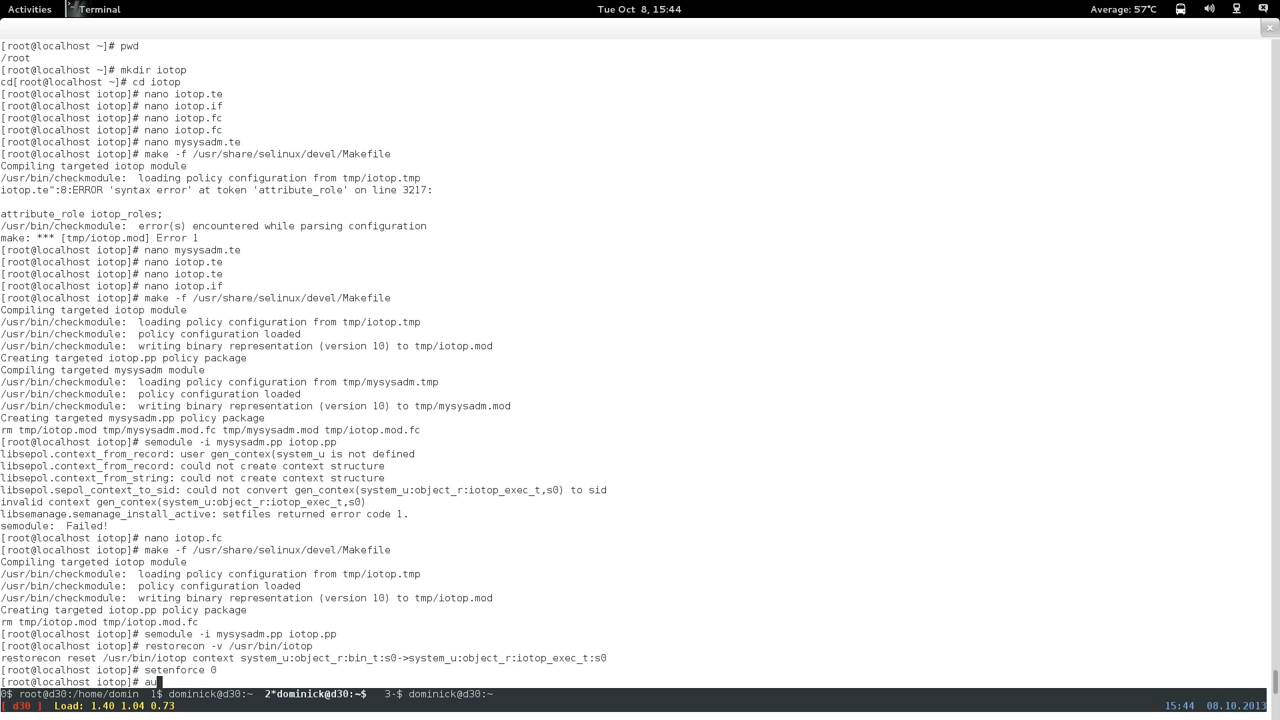 Activities Terminal Tue Oct 8, 15:44 Average: 57°C
[root@localhost ~]# pwd
/root
[root@localhost ~]# mkdir iotop
cd[root@localhost ~]# cd iotop
[root@localhost iotop]# nano iotop.te
[root@localhost iotop]# nano iotop.if
[root@localhost iotop]# nano iotop.fc
[root@localhost iotop]# nano iotop.fc
[root@localhost iotop]# nano mysysadm.te
[root@localhost iotop]# make -f /usr/share/selinux/devel/Makefile
Compiling targeted iotop module
/usr/bin/checkmodule:  loading policy configuration from tmp/iotop.tmp
iotop.te":8:ERROR 'syntax error' at token 'attribute_role' on line 3217:

attribute_role iotop_roles;
/usr/bin/checkmodule:  error(s) encountered while parsing configuration
make: *** [tmp/iotop.mod] Error 1
[root@localhost iotop]# nano mysysadm.te
[root@localhost iotop]# nano iotop.te
[root@localhost iotop]# nano iotop.te
[root@localhost iotop]# nano iotop.if
[root@localhost iotop]# make -f /usr/share/selinux/devel/Makefile
Compiling targeted iotop module
/usr/bin/checkmodule:  loading policy configuration from tmp/iotop.tmp
/usr/bin/checkmodule:  policy configuration loaded
/usr/bin/checkmodule:  writing binary representation (version 10) to tmp/iotop.mod
Creating targeted iotop.pp policy package
Compiling targeted mysysadm module
/usr/bin/checkmodule:  loading policy configuration from tmp/mysysadm.tmp
/usr/bin/checkmodule:  policy configuration loaded
/usr/bin/checkmodule:  writing binary representation (version 10) to tmp/mysysadm.mod
Creating targeted mysysadm.pp policy package
rm tmp/iotop.mod tmp/mysysadm.mod.fc tmp/mysysadm.mod tmp/iotop.mod.fc
[root@localhost iotop]# semodule -i mysysadm.pp iotop.pp
libsepol.context_from_record: user gen_contex(system_u is not defined
libsepol.context_from_record: could not create context structure
libsepol.context_from_string: could not create context structure
libsepol.sepol_context_to_sid: could not convert gen_contex(system_u:object_r:iotop_exec_t,s0) to sid
invalid context gen_contex(system_u:object_r:iotop_exec_t,s0)
libsemanage.semanage_install_active: setfiles returned error code 1.
semodule:  Failed!
[root@localhost iotop]# nano iotop.fc
[root@localhost iotop]# make -f /usr/share/selinux/devel/Makefile
Compiling targeted iotop module
/usr/bin/checkmodule:  loading policy configuration from tmp/iotop.tmp
/usr/bin/checkmodule:  policy configuration loaded
/usr/bin/checkmodule:  writing binary representation (version 10) to tmp/iotop.mod
Creating targeted iotop.pp policy package
rm tmp/iotop.mod tmp/iotop.mod.fc
[root@localhost iotop]# semodule -i mysysadm.pp iotop.pp
[root@localhost iotop]# restorecon -v /usr/bin/iotop
restorecon reset /usr/bin/iotop context system_u:object_r:bin_t:s0->system_u:object_r:iotop_exec_t:s0
[root@localhost iotop]# setenforce 0
[root@localhost iotop]# au
0$ root@d30:/home/domin  1$ dominick@d30:~  2*dominick@d30:~$   3-$ dominick@d30:~
[ d30 ]  Load: 1.40 1.04 0.73 15:44  08.10.2013